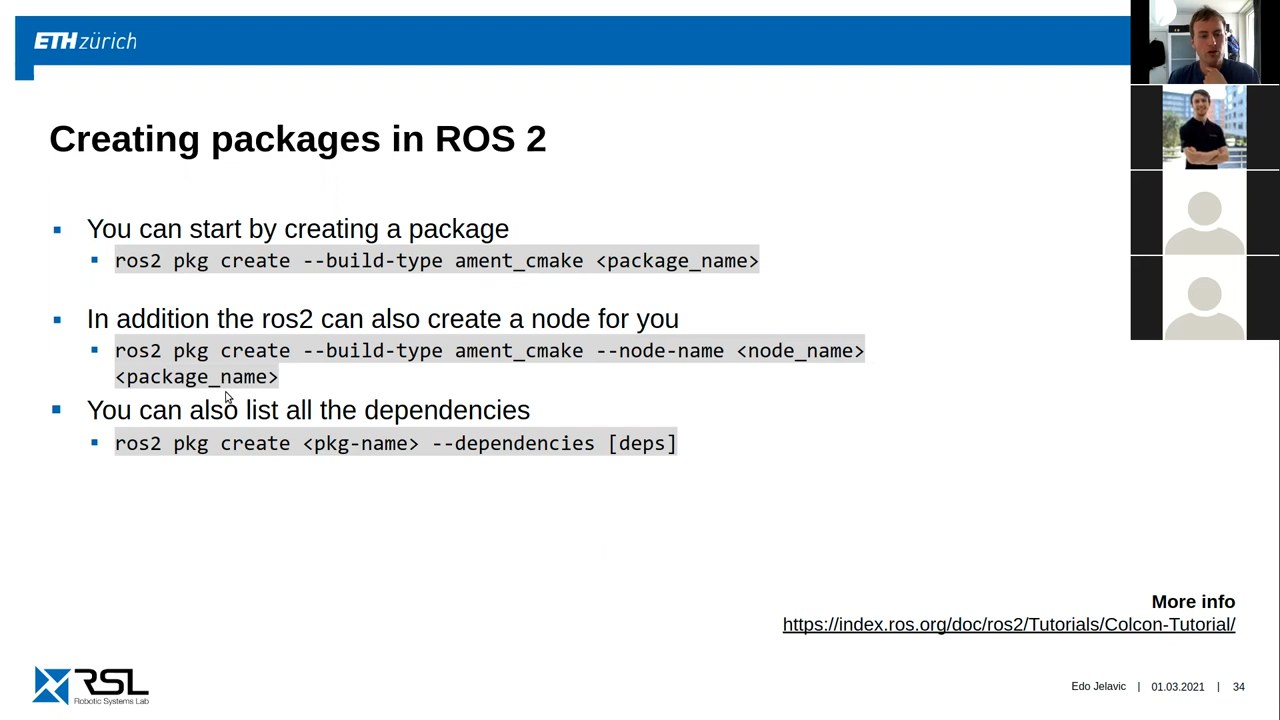 ETH zürich
Creating packages in ROS 2
You can start by creating a package
ros2 pkg create --build-type ament_cmake <package_name>
In addition the ros2 can also create a node for you
ros2 pkg create --build-type ament_cmake --node-name <node_name>
<package_name>
You can also list all the dependencies
ros2 pkg create <pkg-name> --dependencies [deps]
More info
https://index.ros.org/doc/ros2/Tutorials/Colcon-Tutorial/
RSL
Robotic Systems Lab
Edo Jelavic | 01.03.2021 | 34